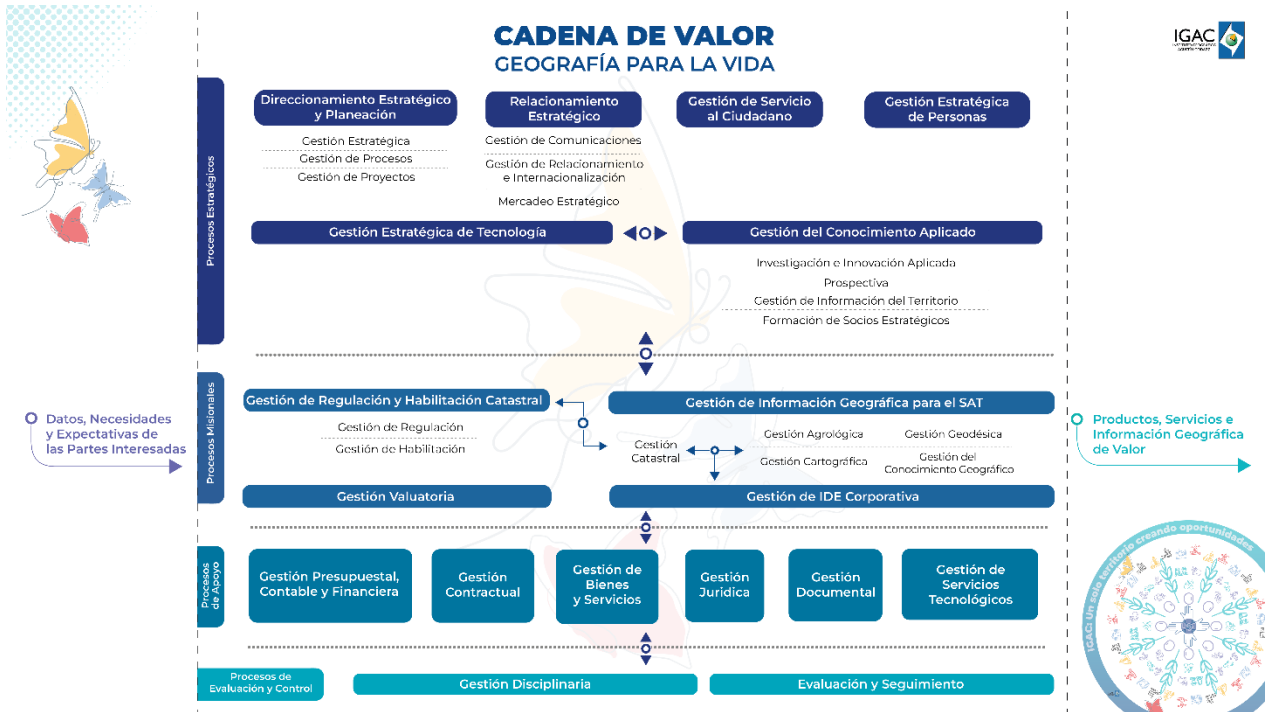 CADENA DE VALOR
GEOGRAFÍA PARA LA VIDA
IGAC
Procesos Estratégicos
Direccionamiento Estratégico
y Planeación
Gestión Estratégica
Gestión de Procesos
Gestión de Proyectos
Relacionamiento
Estratégico
Gestión de Comunicaciones
Gestión de Relacionamiento
e Internacionalización
Mercadeo Estratégico
Gestión de Servicio
al Ciudadano
Gestión Estratégica
de Personas
Gestión Estratégica de Tecnología
Gestión del Conocimiento Aplicado
Investigación e Innovación Aplicada
Prospectiva
Gestión de Información del Territorio
Formación de Socios Estratégicos
Datos, Necesidades
y Expectativas de
las Partes Interesadas
Procesos Misionales
Gestión de Regulación y Habilitación Catastral
Gestión de Regulación
Gestión de Habilitación
Gestión Valuatoria
Gestión de Información Geográfica para el SAT
Gestión
Catastral
Gestión Agrológica
Gestión Geodésica
Gestión Cartográfica
Gestión del
Conocimiento Geográfico
Gestión de IDE Corporativa
Productos, Servicios e
Información Geográfica
de Valor
Procesos
de Apoyo
Gestión Presupuestal,
Contable y Financiera
Gestión
Contractual
Gestión de
Bienes
y Servicios
Gestión
Juridica
Gestión
Documental
Gestión de
Servicios
Tecnológicos
Procesos de
Evaluación y Control
Gestión Disciplinaria
Evaluación y Seguimiento
IGAC: Un solo territorio creando oportunidades